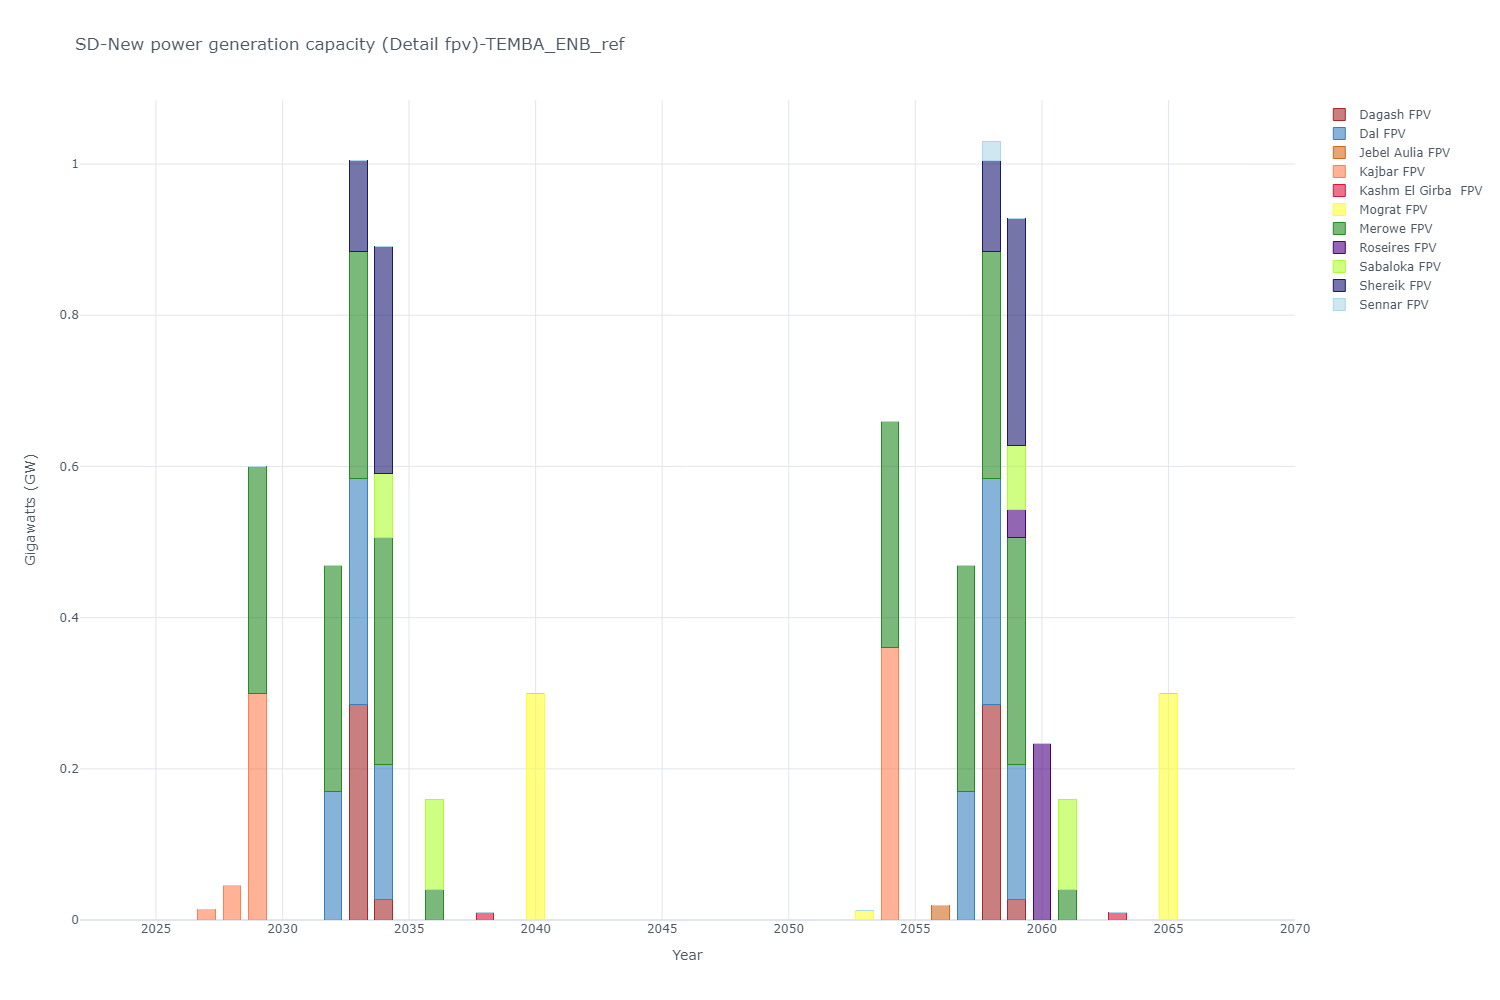 SD-New power generation capacity (Detail fpv)-TEMBA_ENB_ref
Dagash FPV
Dal FPV
Jebel Aulia FPV
Kajbar FPV
Kashm El Girba  FPV
Mograt FPV
Merowe FPV
Roseires FPV
Sabaloka FPV
Shereik FPV
Sennar FPV
Gigawatts (GW)
1
0.8
0.6
0.4
0.2
0
2025 2030 2035 2040 2045 2050 2055 2060 2065 2070
Year